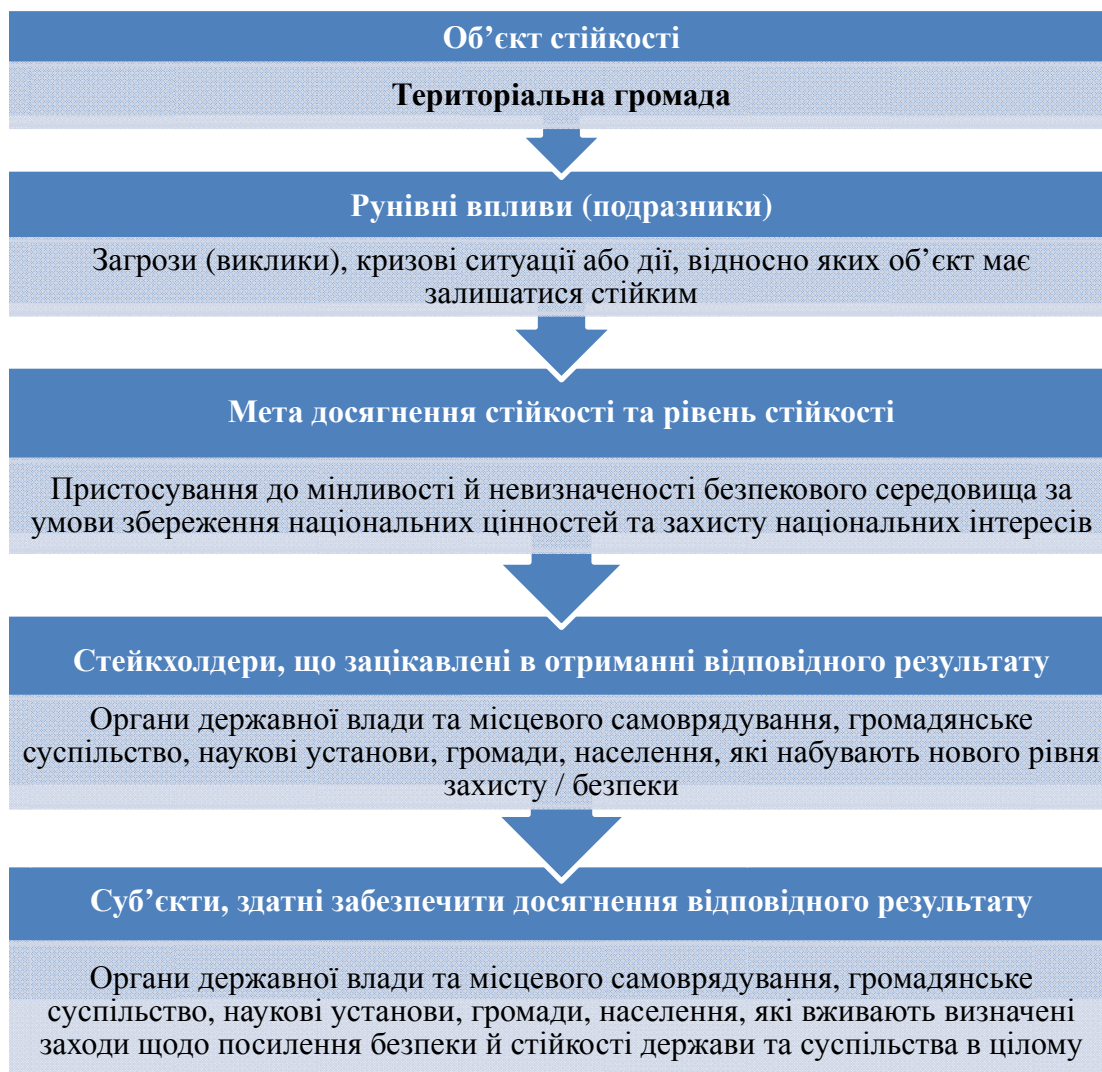 Об’єкт стійкості
Територіальна громада
Рунівні впливи (подразники)
Загрози (виклики), кризові ситуації або дії, відносно яких об’єкт має
залишатися стійким
Мета досягнення стійкості та рівень стійкості
Пристосування до мінливості й невизначеності безпекового середовища за
умови збереження національних цінностей та захисту національних інтересів
Стейкхолдери, що зацікавлені в отриманні відповідного результату
Органи державної влади та місцевого самоврядування, громадянське
суспільство, наукові установи, громади, населення, які набувають нового рівня
захисту / безпеки
Суб’єкти, здатні забезпечити досягнення відповідного результату
Органи державної влади та місцевого самоврядування, громадянське
суспільство, наукові установи, громади, населення, які вживають визначені
заходи щодо посилення безпеки й стійкості держави та суспільства в цілому